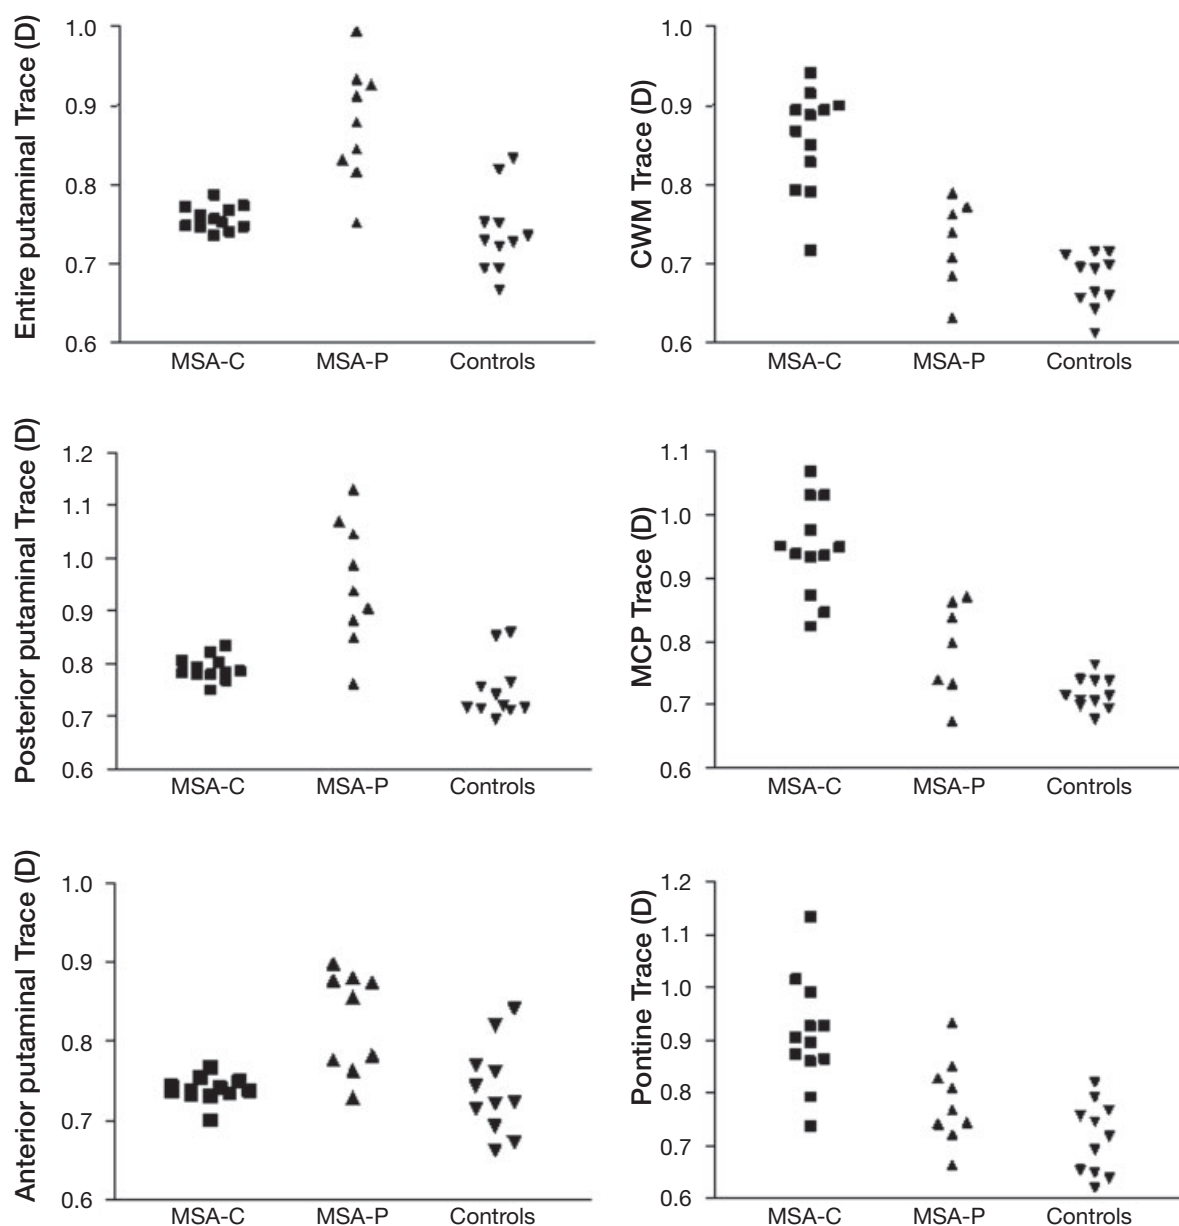 Entire putaminal Trace (D)
1.0
0.9
0.8
0.7
0.6
MSA-C MSA-P Controls
CWM Trace (D)
1.0
0.9
0.8
0.7
0.6
MSA-C MSA-P Controls
Posterior putaminal Trace (D)
1.2
1.1
1.0
0.9
0.8
0.7
0.6
MSA-C MSA-P Controls
MCP Trace (D)
1.1
1.0
0.9
0.8
0.7
0.6
MSA-C MSA-P Controls
Anterior putaminal Trace (D)
1.0
0.9
0.8
0.7
0.6
MSA-C MSA-P Controls
Pontine Trace (D)
1.2
1.1
1.0
0.9
0.8
0.7
0.6
MSA-C MSA-P Controls